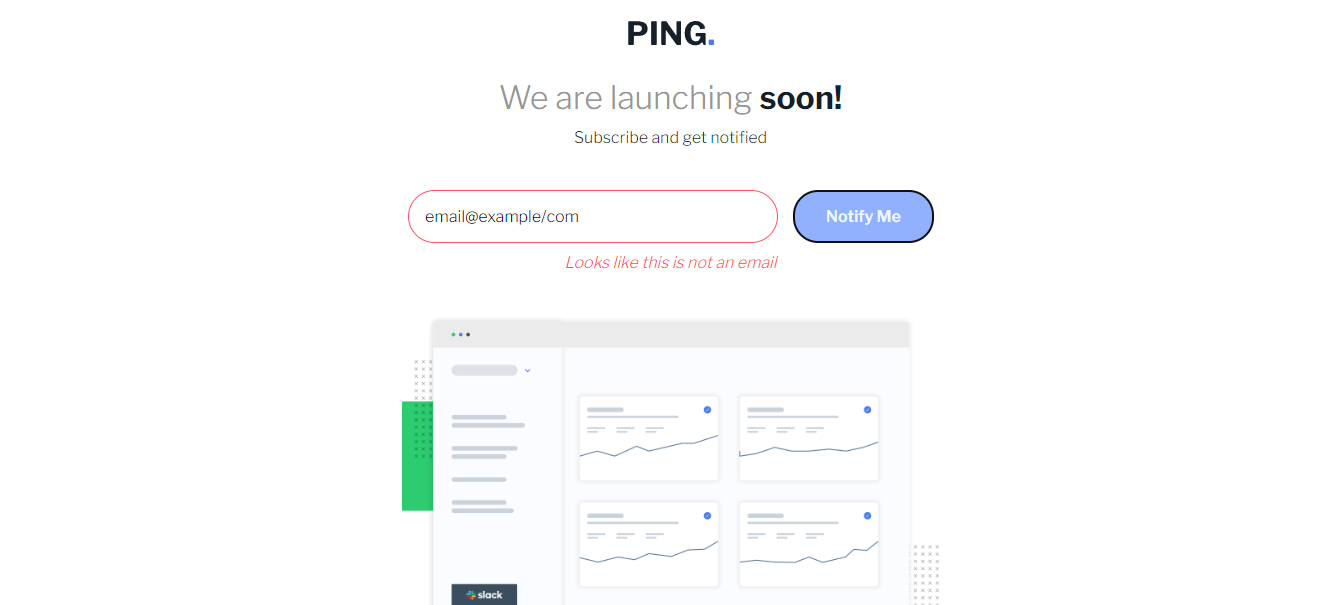 PING.
We are launching soon!
Subscribe and get notified
email@example/com
Notify Me
Looks like this is not an email
slack